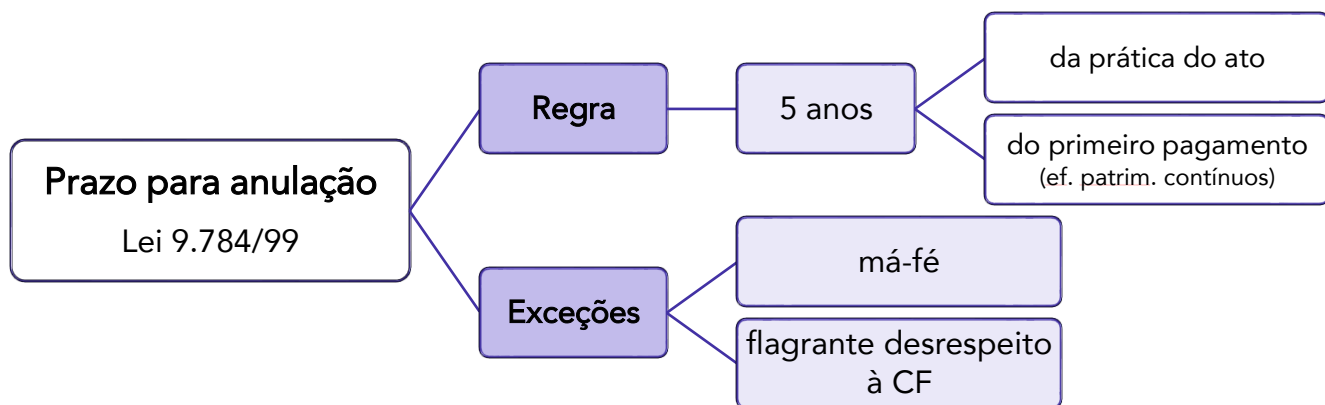 Prazo para anulação
Lei 9.784/99
Regra
5 anos
da prática do ato
do primeiro pagamento
(ef. patrim. contínuos)
Exceções
má-fé
flagrante desrespeito
à CF